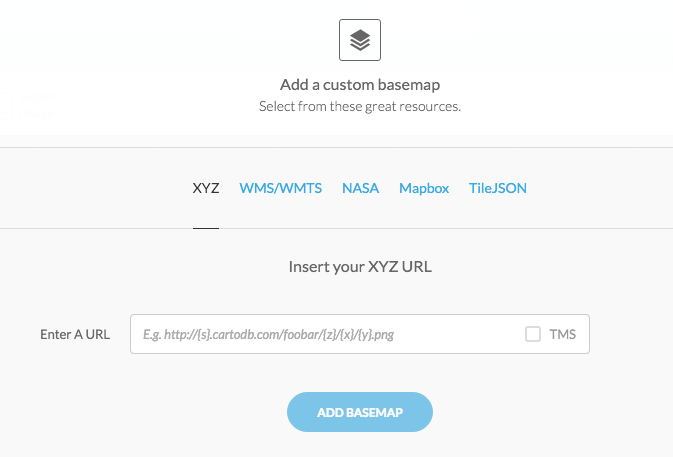 Add a custom basemap
Select from these great resources.
XYZ WMS/WMTS NASA Mapbox TileJSON
Insert your XYZ URL
Enter A URL E.g. http://{s}.cartodb.com/foobar/{z}/{x}/{y}.png TMS
ADD BASEMAP